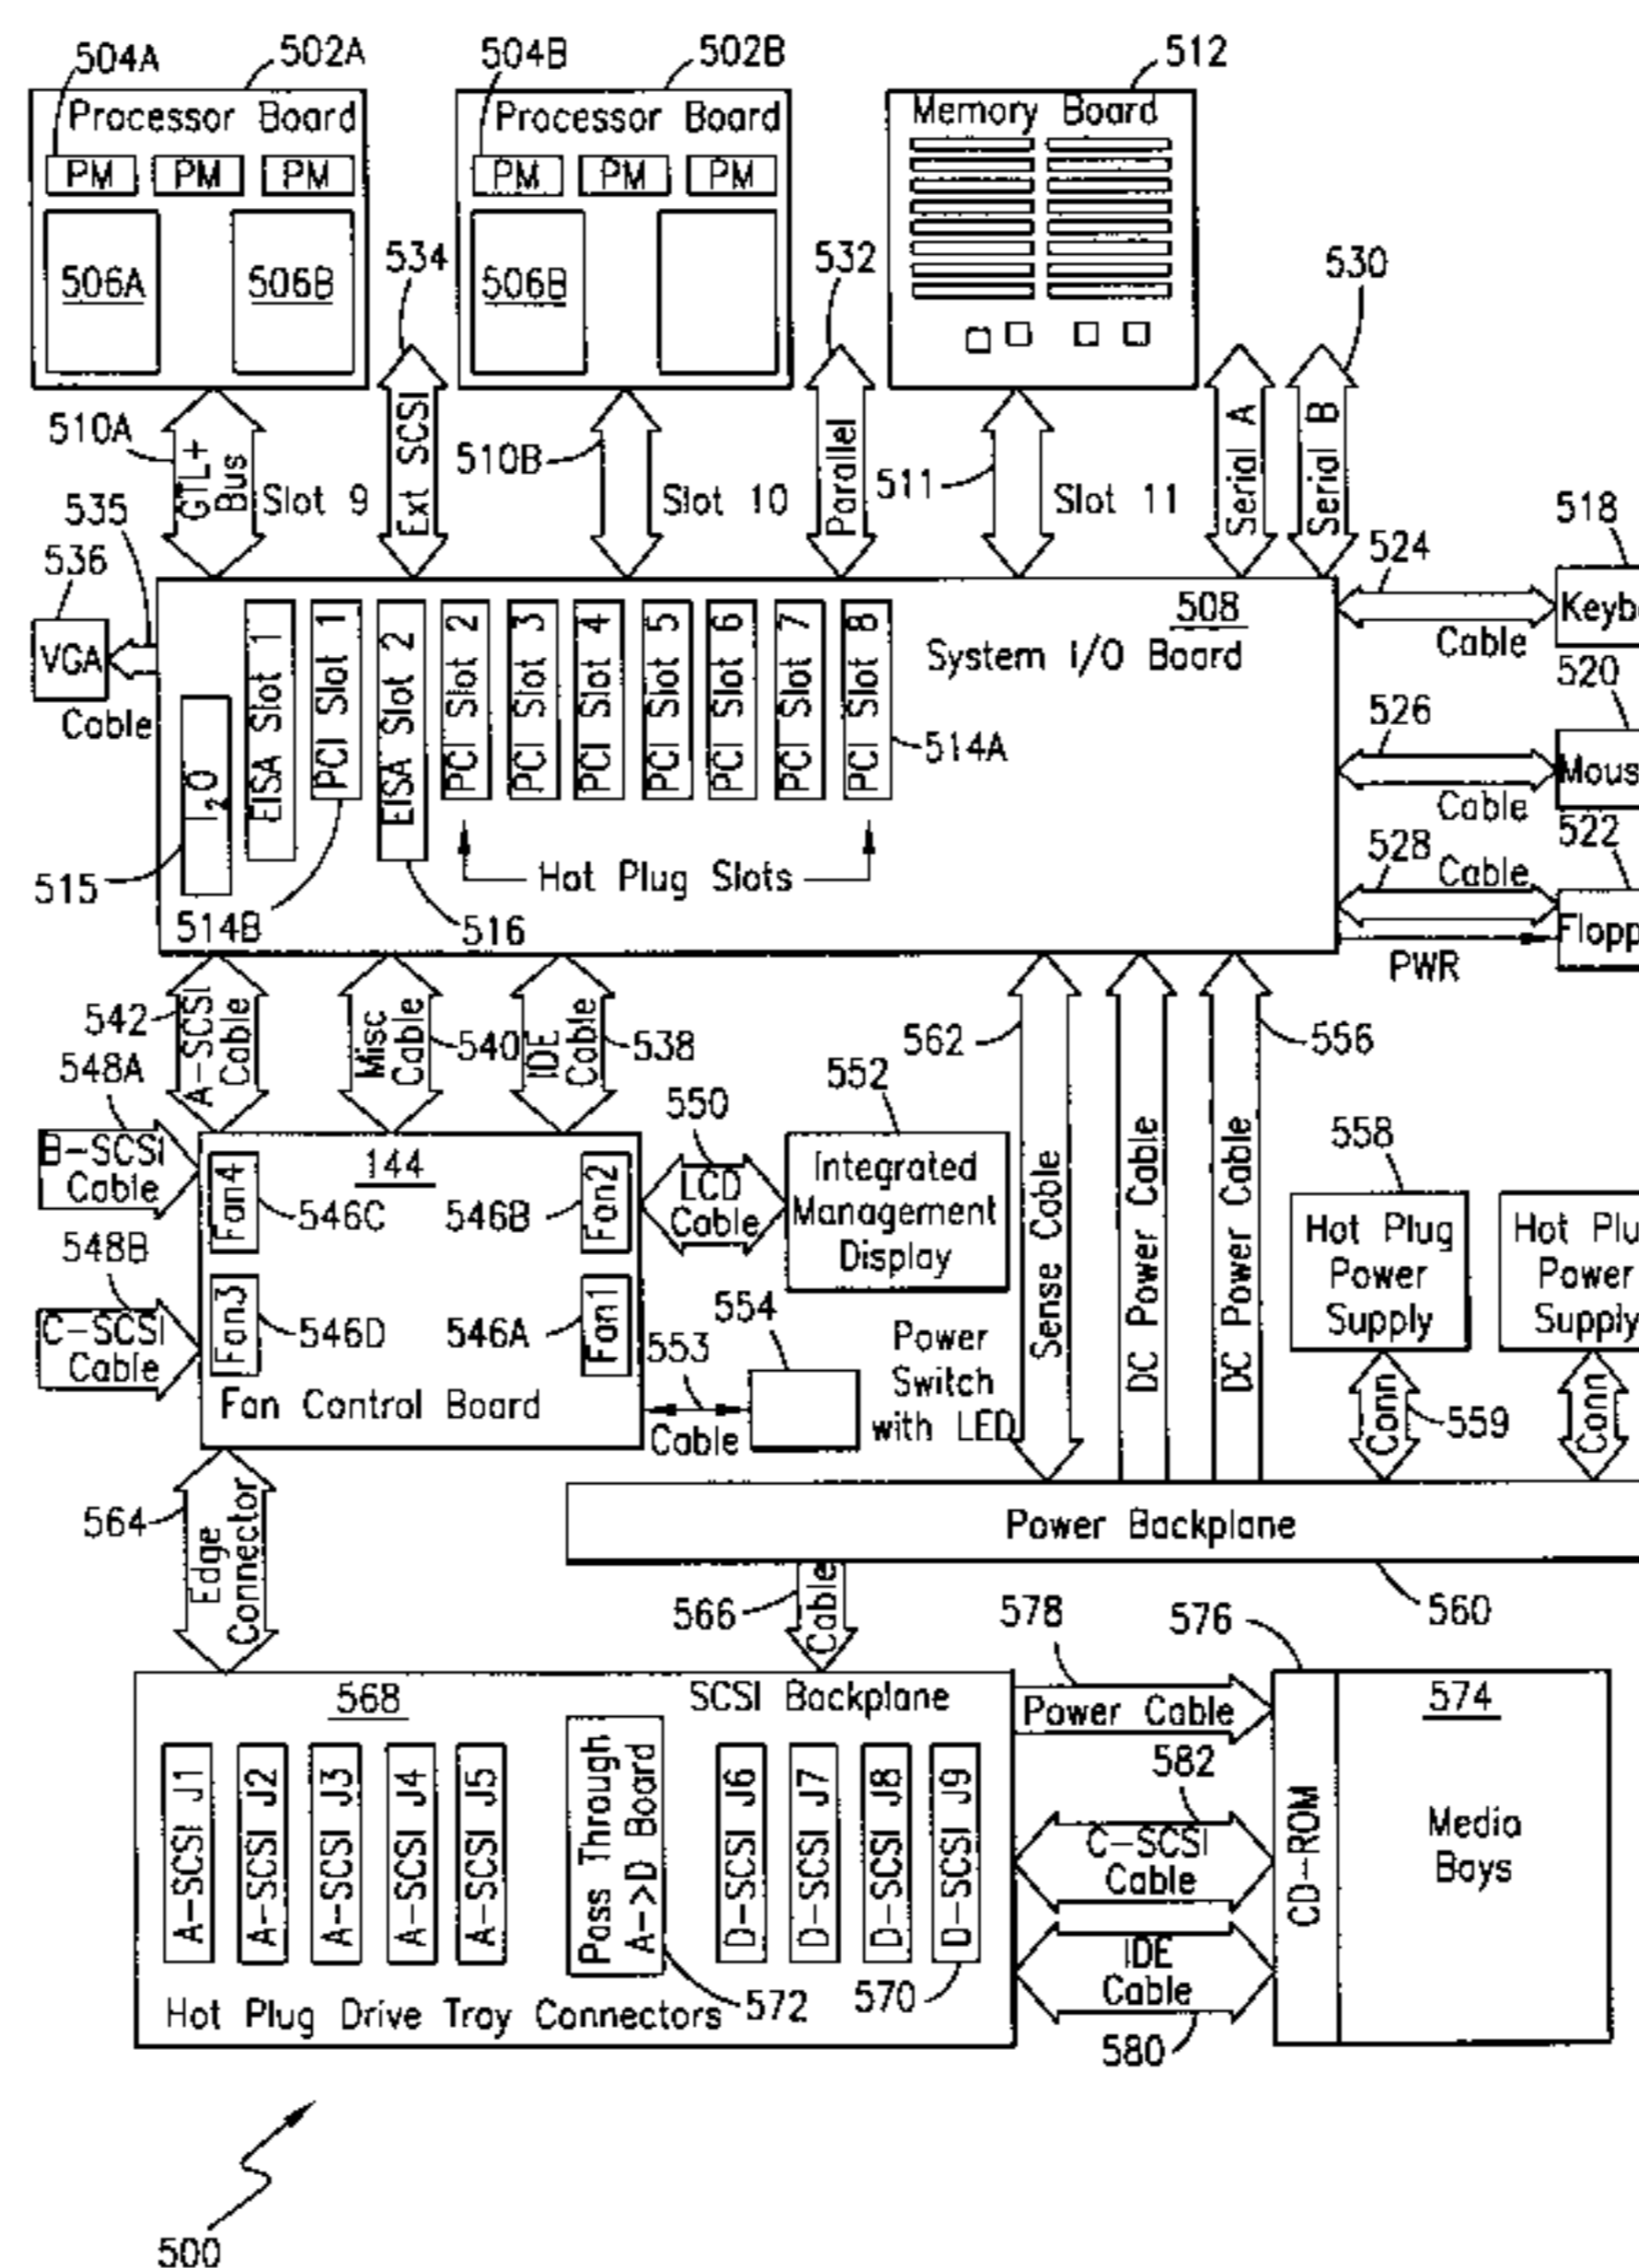 504A 502A 504B 502B 512
Processor Board
PM PM PM
506A 506B
Processor Board
PM PM PM
506B
Memory Board
534
532
530
510A
GTL+
Bus
Slot 9
Ext SCSI
510B
Slot 10
Parallel
511
Slot 11
Serial A
Serial B
535
536
VGA
Cable
508
System I/O Board
I2O
EISA Slot 1
PCI Slot 1
EISA Slot 2
PCI Slot 2
PCI Slot 3
PCI Slot 4
PCI Slot 5
PCI Slot 6
PCI Slot 7
PCI Slot 8
514A
Hot Plug Slots
515
514B
516
524
Cable
518
Keybo
526
Cable
520
Mous
528
Cable
522
Flopp
PWR
542
A-SCSI
Cable
Misc
Cable
540
IDE
Cable
538
562
556
548A
B-SCSI
Cable
548B
C-SCSI
Cable
144
Fan4
546C
546B
Fan2
Fan3
546D
546A
Fan1
Fan Control Board
550
LCD
Cable
552
Integrated
Management
Display
553
Cable
554
Power
Switch
with LED
Sense Cable
DC Power Cable
DC Power Cable
558
Hot Plug
Power
Supply
Hot Plu
Power
Supply
Conn
559
Conn
564
Edge
Connector
Power Backplane
566
Cable
560
568
SCSI Backplane
A-SCSI J1
A-SCSI J2
A-SCSI J3
A-SCSI J4
A-SCSI J5
Pass Through
A->D Board
D-SCSI J6
D-SCSI J7
D-SCSI J8
D-SCSI J9
Hot Plug Drive Tray Connectors
572
570
578
Power Cable
582
C-SCSI
Cable
IDE
Cable
580
576
CD-ROM
574
Media
Bays
500